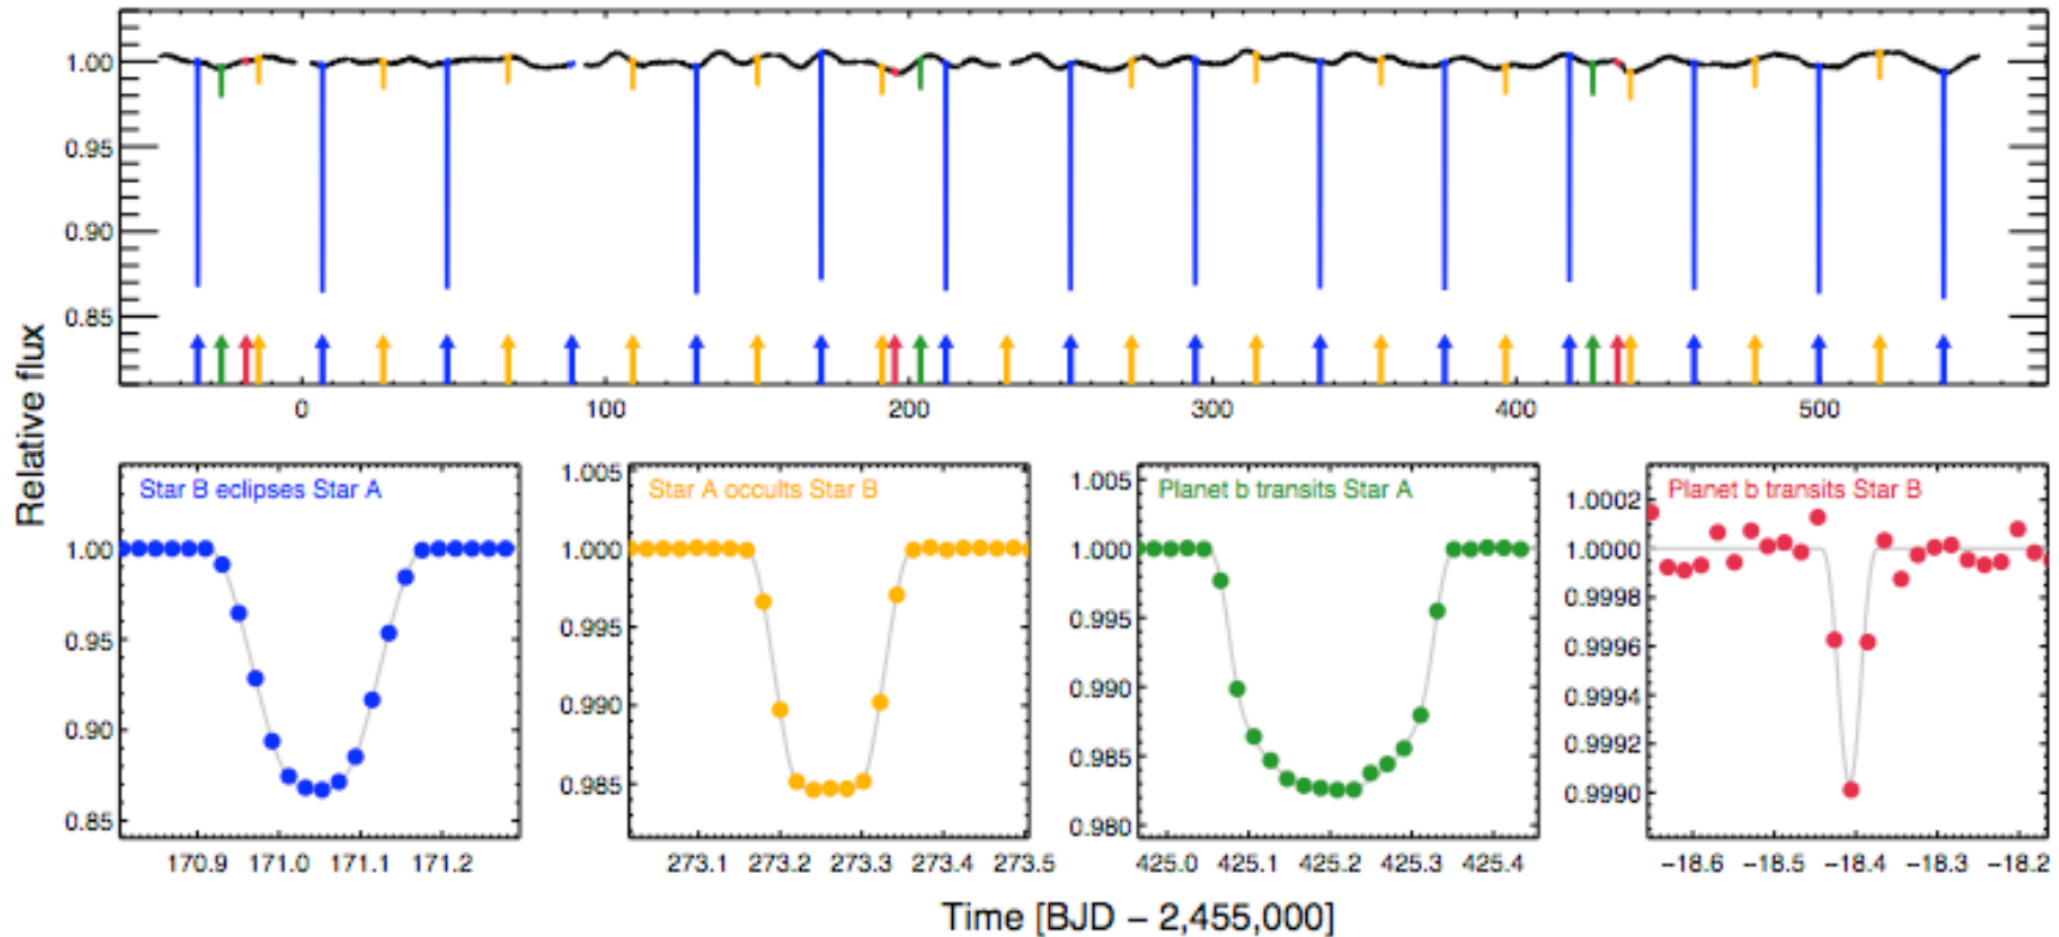 Relative flux
1.00
0.95
0.90
0.85
0 100 200 300 400 500
Star B eclipses Star A
1.00
0.95
0.90
0.85
170.9 171.0 171.1 171.2
Star A occults Star B
1.005
1.000
0.995
0.990
0.985
273.1 273.2 273.3 273.4 273.5
Planet b transits Star A
1.005
1.000
0.995
0.990
0.985
0.980
425.0 425.1 425.2 425.3 425.4
Planet b transits Star B
1.0002
1.0000
0.9998
0.9996
0.9994
0.9992
0.9990
−18.6 −18.5 −18.4 −18.3 −18.2
Time [BJD − 2,455,000]